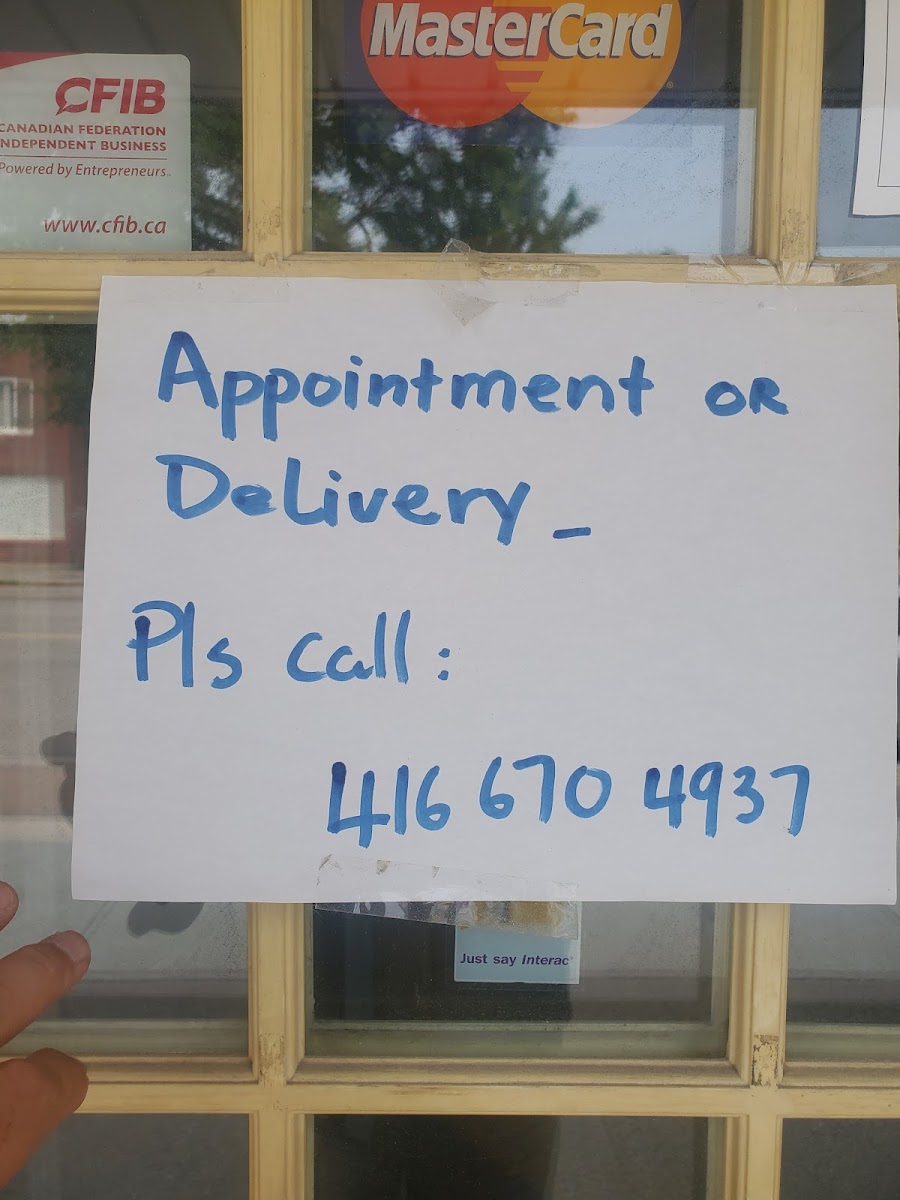 MasterCard
CFIB
CANADIAN FEDERATION
INDEPENDENT BUSINESS
Powered by Entrepreneurs
www.cfib.ca
Appointment OR
Delivery -
Pls call:
416 670 4937
Just say Interac